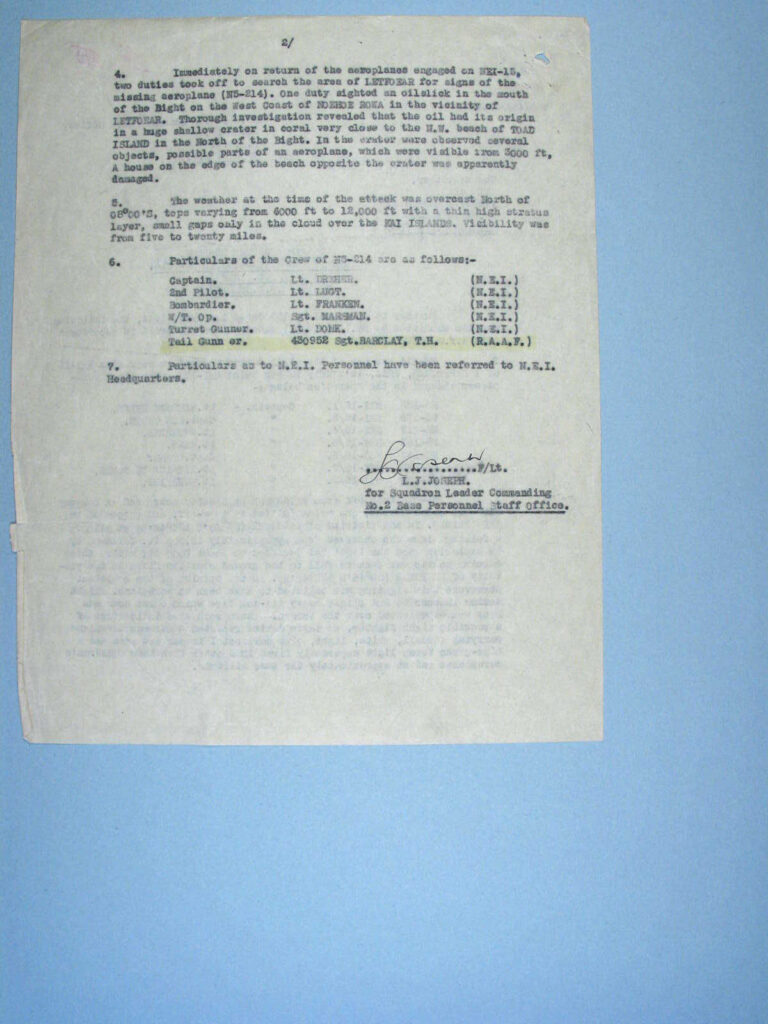 2/
4. Immediately on return of the aeroplanes engaged on NEI-15,
two duties took off to search the area of LETFOEAR for signs of the
missing aeroplane (N5-214). One duty sighted an oilslick in the mouth
of the Bight on the West Coast of NOEHOE ROWA in the vicinity of
LETFOEAR. Thorough investigation revealed that the oil had its origin
in a huge shallow crater in coral very close to the N.W. beach of TOAD
ISLAND in the North of the Bight. In the crater were observed several
objects, possible parts of an aeroplane, which were visible from 3000 ft,
A house on the edge of the beach opposite the crater was apparently
damaged.
5. The weather at the time of the attack was overcast North of
08°00'S, tops varying from 6000 ft to 12,000 ft with a thin high stratus
layer, small gaps only in the cloud over the KAI ISLANDS. Visibility was
from five to twenty miles.
6. Particulars of the Crew of N5-214 are as follows;-
Captain. Lt. DREHER. (N.E.I.)
2nd Pilot. Lt. LUGT. (N.E.I.)
Bombardier. Lt. FRANKEN. (N.E.I.)
W/T. Op. Sgt. MARSMAN. (N.E.I.)
Turret Gunner. Lt. DONK. (N.E.I.)
Tail Gunn er. 430952 Sgt.BARCLAY, T.H. (R.A.A.F.)
7. Particulars as to N.E.I. Personnel have been referred to N.E.I.
Headquarters.
....................F/Lt.
L.J.JOSEPH.
for Squadron Leader Commanding
No.2 Base Personnel Staff Office.